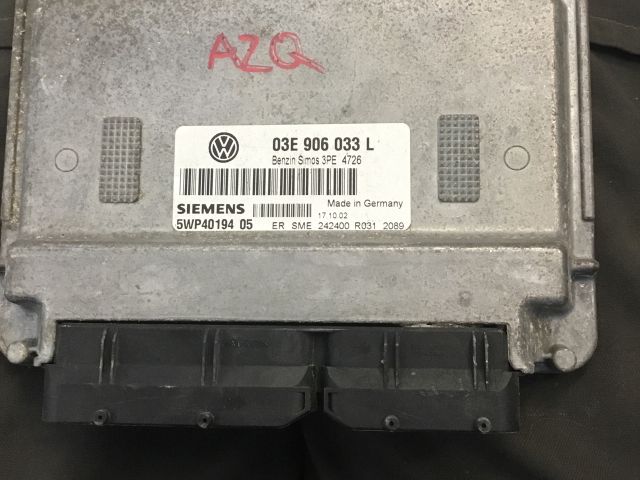 AZQ
03E 906 033 L
Benzin Simos 3PE 4726
Made in Germany
SIEMENS
17.10.02
5WP40194 05 ER SME 242400 R031 2089